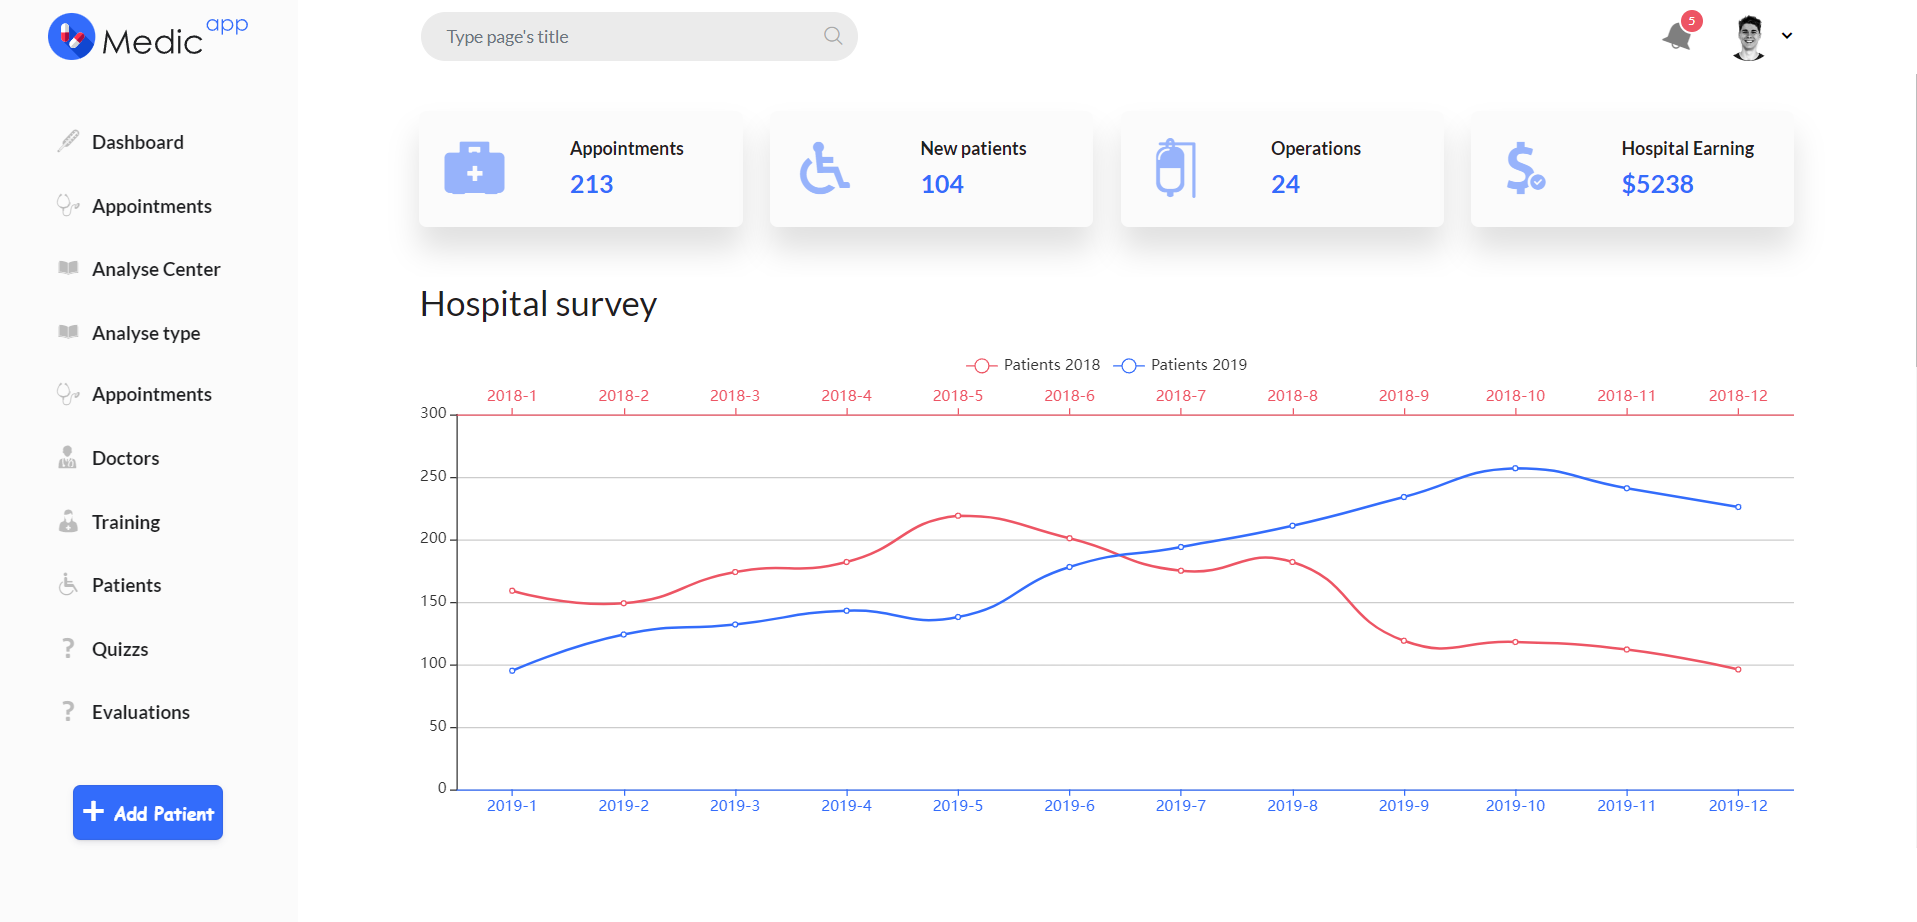 Medic app
Type page's title
5
Dashboard
Appointments
Analyse Center
Analyse type
Appointments
Doctors
Training
Patients
Quizzs
Evaluations
Add Patient
Appointments
213
New patients
104
Operations
24
Hospital Earning
$5238
Hospital survey
Patients 2018 Patients 2019
2018-1 2018-2 2018-3 2018-4 2018-5 2018-6 2018-7 2018-8 2018-9 2018-10 2018-11 2018-12
300
250
200
150
100
50
0
2019-1 2019-2 2019-3 2019-4 2019-5 2019-6 2019-7 2019-8 2019-9 2019-10 2019-11 2019-12